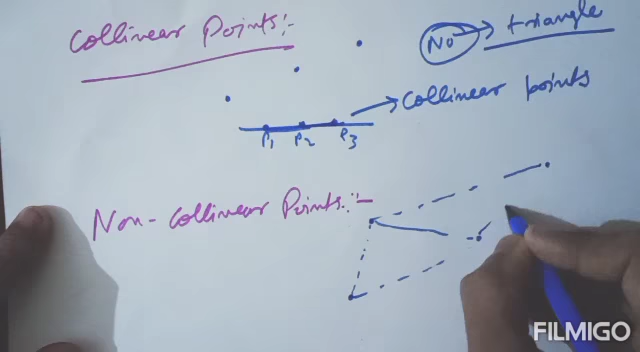 Collinear Points:-
No → triangle
→ Collinear points
P1 P2 P3
Non-Collinear Points:-
FILMIGO